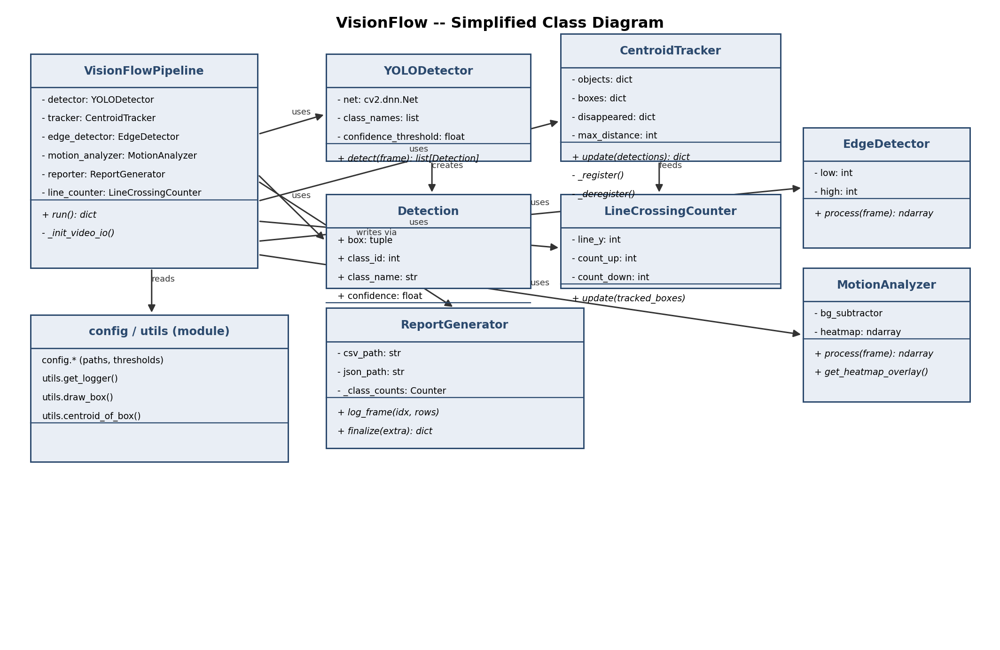 VisionFlow -- Simplified Class Diagram
VisionFlowPipeline
- detector: YOLODetector
- tracker: CentroidTracker
- edge_detector: EdgeDetector
- motion_analyzer: MotionAnalyzer
- reporter: ReportGenerator
- line_counter: LineCrossingCounter
+ run(): dict
- _init_video_io()
uses
uses
reads
config / utils (module)
config.* (paths, thresholds)
utils.get_logger()
utils.draw_box()
utils.centroid_of_box()
YOLODetector
- net: cv2.dnn.Net
- class_names: list
- confidence_threshold: float
uses
+ detect(frame): list[Detection]
creates
Detection
uses
writes via
+ box: tuple
+ class_id: int
+ class_name: str
+ confidence: float
ReportGenerator
- csv_path: str
- json_path: str
- _class_counts: Counter
+ log_frame(idx, rows)
+ finalize(extra): dict
uses
uses
CentroidTracker
- objects: dict
- boxes: dict
- disappeared: dict
- max_distance: int
+ update(detections): dict
feeds
- _register()
- _deregister()
LineCrossingCounter
- line_y: int
- count_up: int
- count_down: int
+ update(tracked_boxes)
EdgeDetector
- low: int
- high: int
+ process(frame): ndarray
MotionAnalyzer
- bg_subtractor
- heatmap: ndarray
+ process(frame): ndarray
+ get_heatmap_overlay()